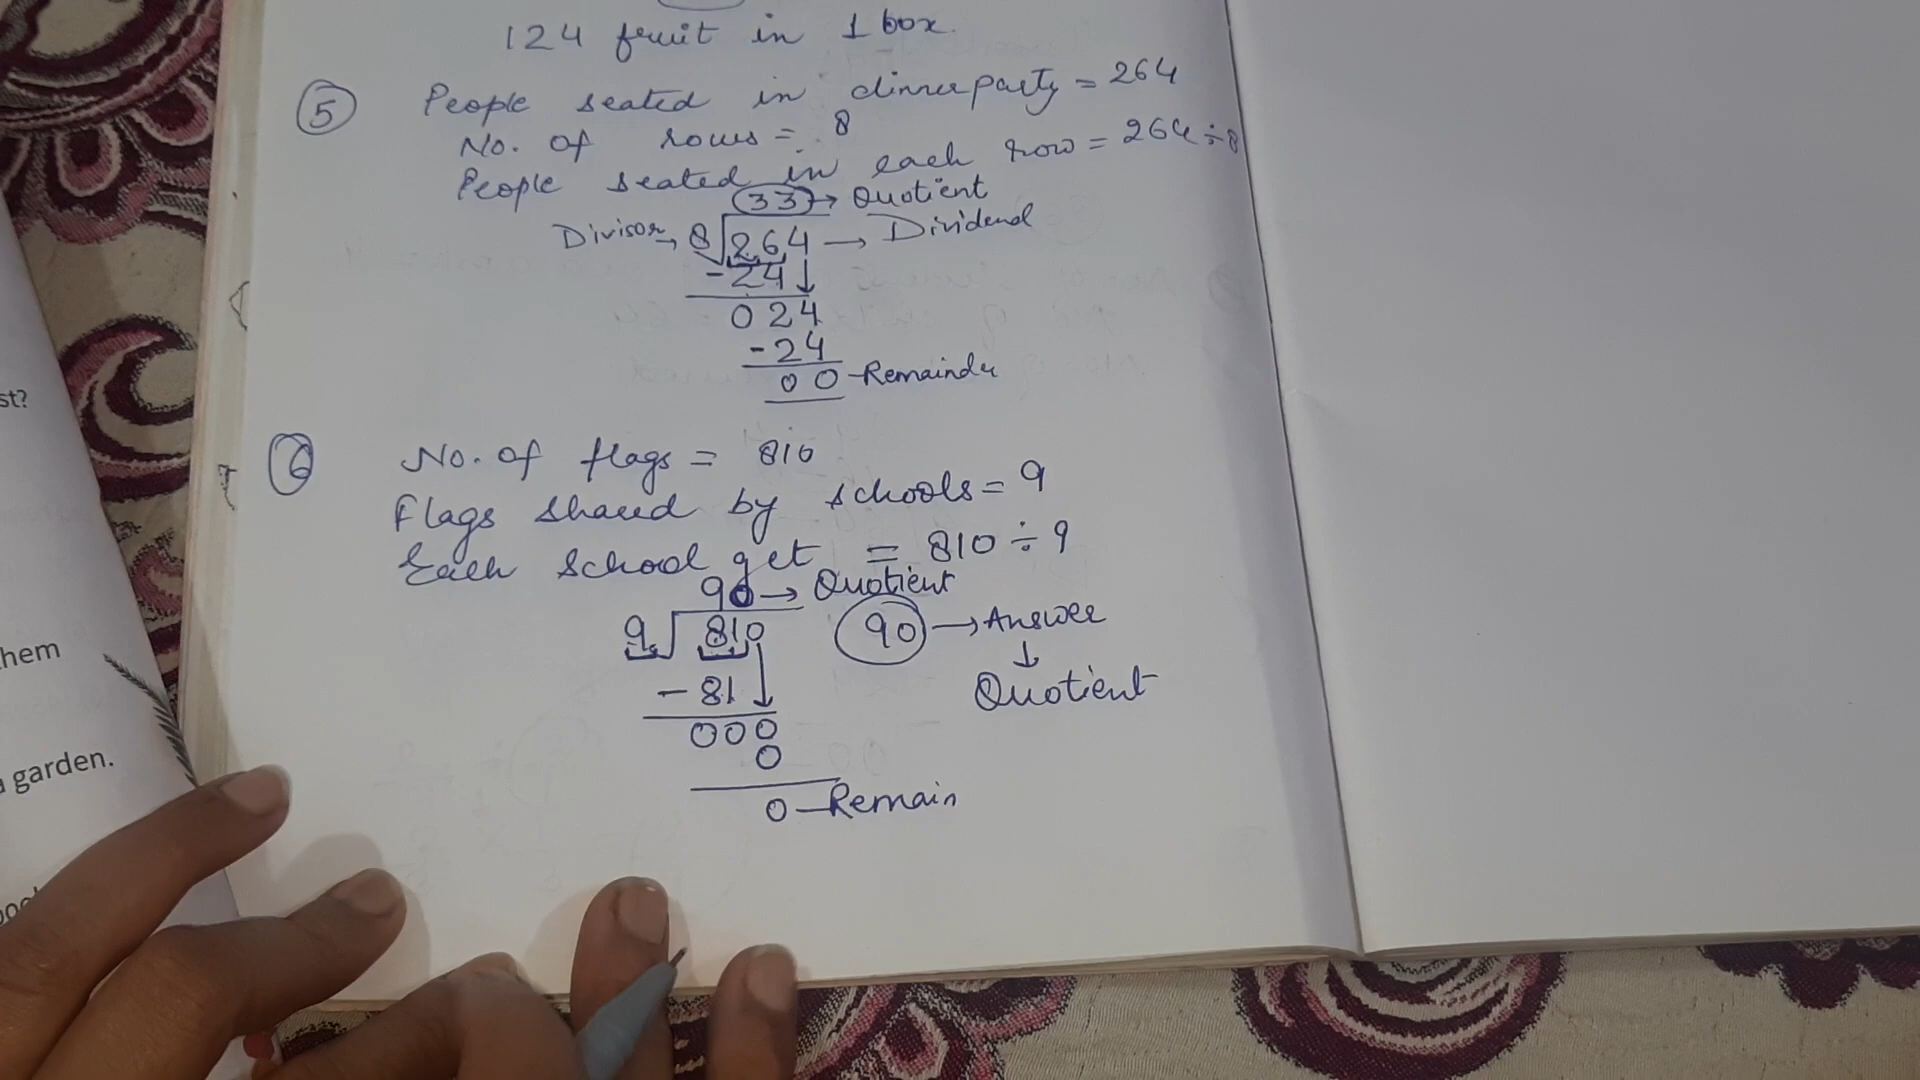 124 fruit in 1 box.
5 People seated in dinner party = 264
No. of rows = 8
People seated in each row = 264 ÷ 8
33 → Quotient
Divisor → 8 264 → Dividend
-24
024
-24
00 - Remainder
6 No. of flags = 810
Flags shared by schools = 9
Each school get = 810 ÷ 9
90 → Quotient
9 810 90 → Answer
↓
- 81 Quotient
000
0
0 - Remain
st?
hem
garden.